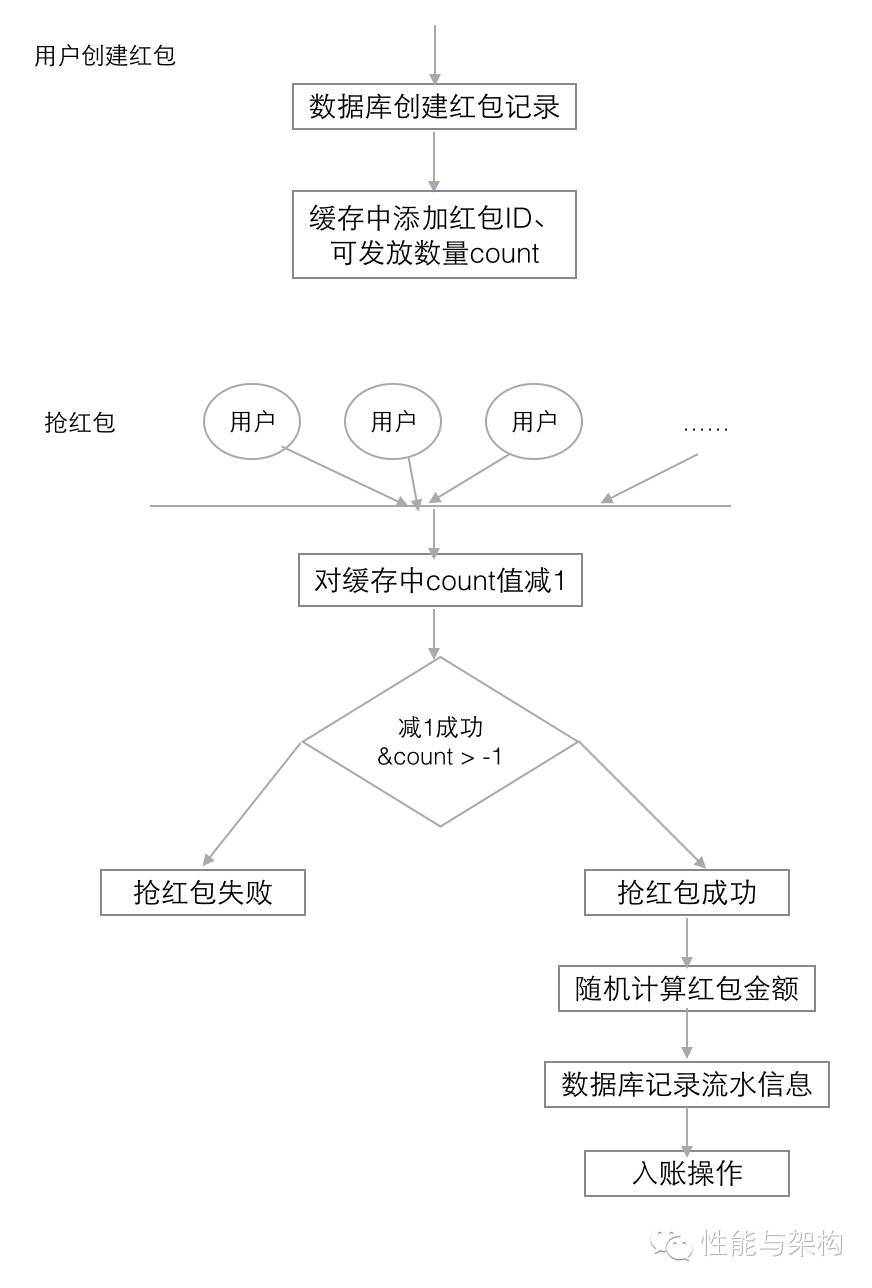 用户创建红包
数据库创建红包记录
缓存中添加红包ID、
可发放数量count
抢红包
用户
用户
用户
......
对缓存中count值减1
减1成功
&count > -1
抢红包失败
抢红包成功
随机计算红包金额
数据库记录流水信息
入账操作
性能与架构